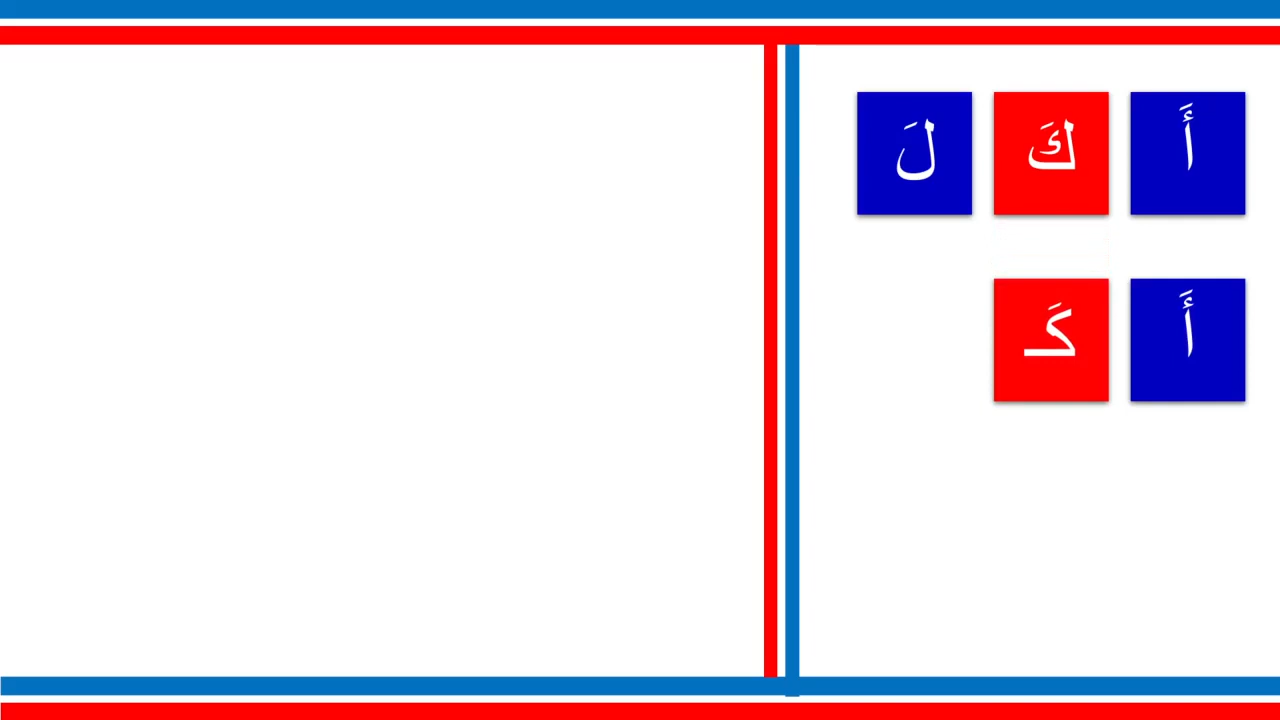 أَ كَ لَ
أَ كَـ